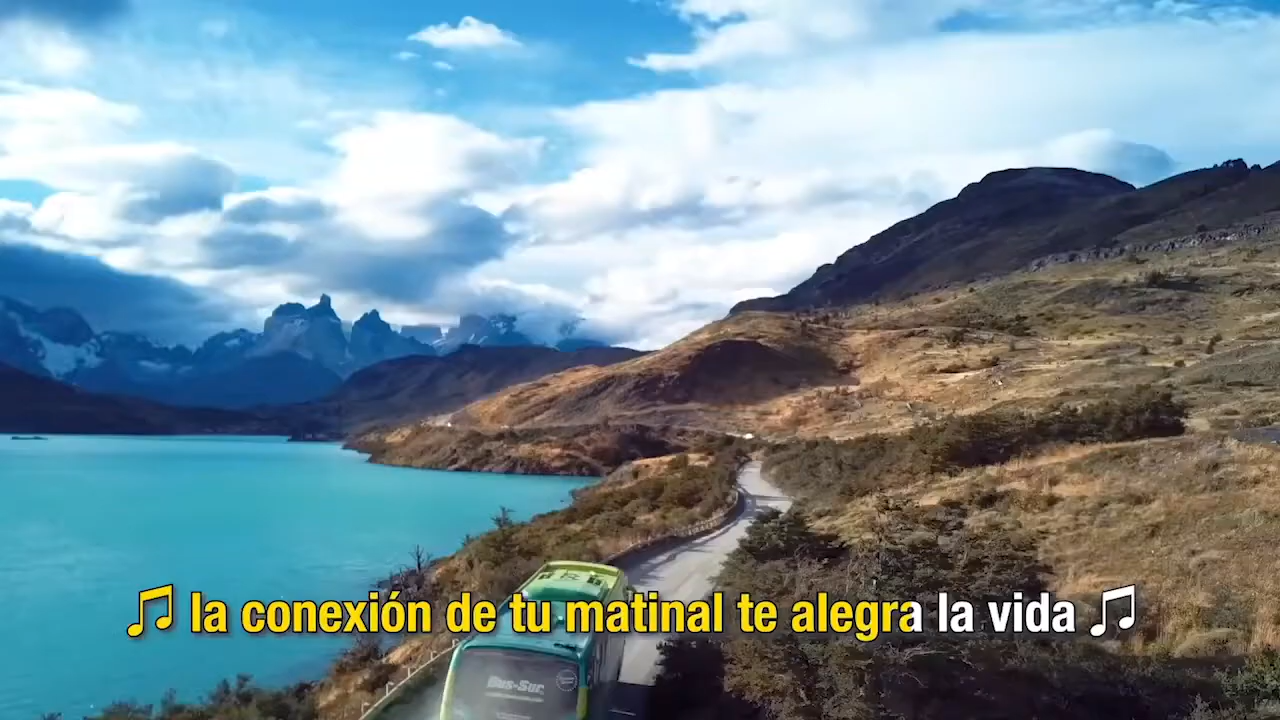 🎵 la conexión de tu matinal te alegra la vida 🎵
Bus-Sur